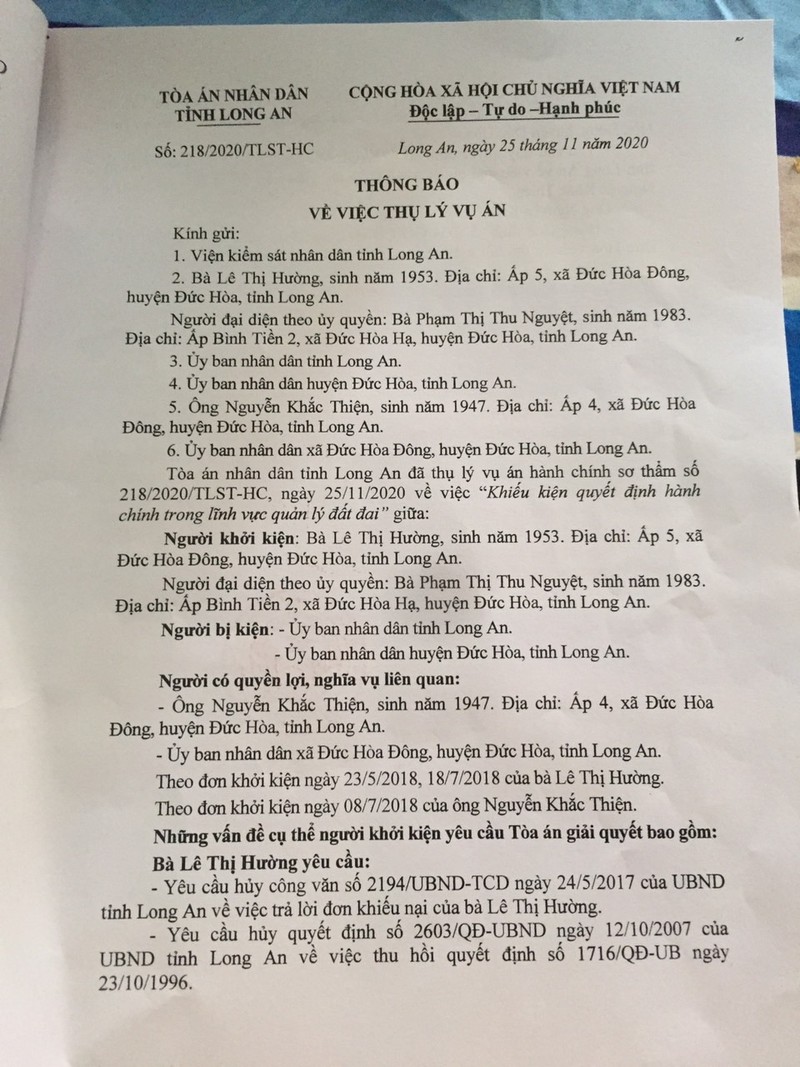 TÒA ÁN NHÂN DÂN
TỈNH LONG AN
CỘNG HÒA XÃ HỘI CHỦ NGHĨA VIỆT NAM
Độc lập – Tự do –Hạnh phúc
Số: 218/2020/TLST-HC
Long An, ngày 25 tháng 11 năm 2020
THÔNG BÁO
VỀ VIỆC THỤ LÝ VỤ ÁN
Kính gửi:
1. Viện kiểm sát nhân dân tỉnh Long An.
2. Bà Lê Thị Hường, sinh năm 1953. Địa chỉ: Ấp 5, xã Đức Hòa Đông,
huyện Đức Hòa, tỉnh Long An.
Người đại diện theo ủy quyền: Bà Phạm Thị Thu Nguyệt, sinh năm 1983.
Địa chỉ: Ấp Bình Tiền 2, xã Đức Hòa Hạ, huyện Đức Hòa, tỉnh Long An.
3. Ủy ban nhân dân tỉnh Long An.
4. Ủy ban nhân dân huyện Đức Hòa, tỉnh Long An.
5. Ông Nguyễn Khắc Thiện, sinh năm 1947. Địa chỉ: Ấp 4, xã Đức Hòa
Đông, huyện Đức Hòa, tỉnh Long An.
6. Ủy ban nhân dân xã Đức Hòa Đông, huyện Đức Hòa, tỉnh Long An.
Tòa án nhân dân tỉnh Long An đã thụ lý vụ án hành chính sơ thẩm số
218/2020/TLST-HC, ngày 25/11/2020 về việc “Khiếu kiện quyết định hành
chính trong lĩnh vực quản lý đất đai” giữa:
Người khởi kiện: Bà Lê Thị Hường, sinh năm 1953. Địa chỉ: Ấp 5, xã
Đức Hòa Đông, huyện Đức Hòa, tỉnh Long An.
Người đại diện theo ủy quyền: Bà Phạm Thị Thu Nguyệt, sinh năm 1983.
Địa chỉ: Ấp Bình Tiền 2, xã Đức Hòa Hạ, huyện Đức Hòa, tỉnh Long An.
Người bị kiện: - Ủy ban nhân dân tỉnh Long An.
- Ủy ban nhân dân huyện Đức Hòa, tỉnh Long An.
Người có quyền lợi, nghĩa vụ liên quan:
- Ông Nguyễn Khắc Thiện, sinh năm 1947. Địa chỉ: Ấp 4, xã Đức Hòa
Đông, huyện Đức Hòa, tỉnh Long An.
- Ủy ban nhân dân xã Đức Hòa Đông, huyện Đức Hòa, tỉnh Long An.
Theo đơn khởi kiện ngày 23/5/2018, 18/7/2018 của bà Lê Thị Hường.
Theo đơn khởi kiện ngày 08/7/2018 của ông Nguyễn Khắc Thiện.
Những vấn đề cụ thể người khởi kiện yêu cầu Tòa án giải quyết bao gồm:
Bà Lê Thị Hường yêu cầu:
- Yêu cầu hủy công văn số 2194/UBND-TCD ngày 24/5/2017 của UBND
tỉnh Long An về việc trả lời đơn khiếu nại của bà Lê Thị Hường.
- Yêu cầu hủy quyết định số 2603/QĐ-UBND ngày 12/10/2007 của
UBND tỉnh Long An về việc thu hồi quyết định số 1716/QĐ-UB ngày
23/10/1996.